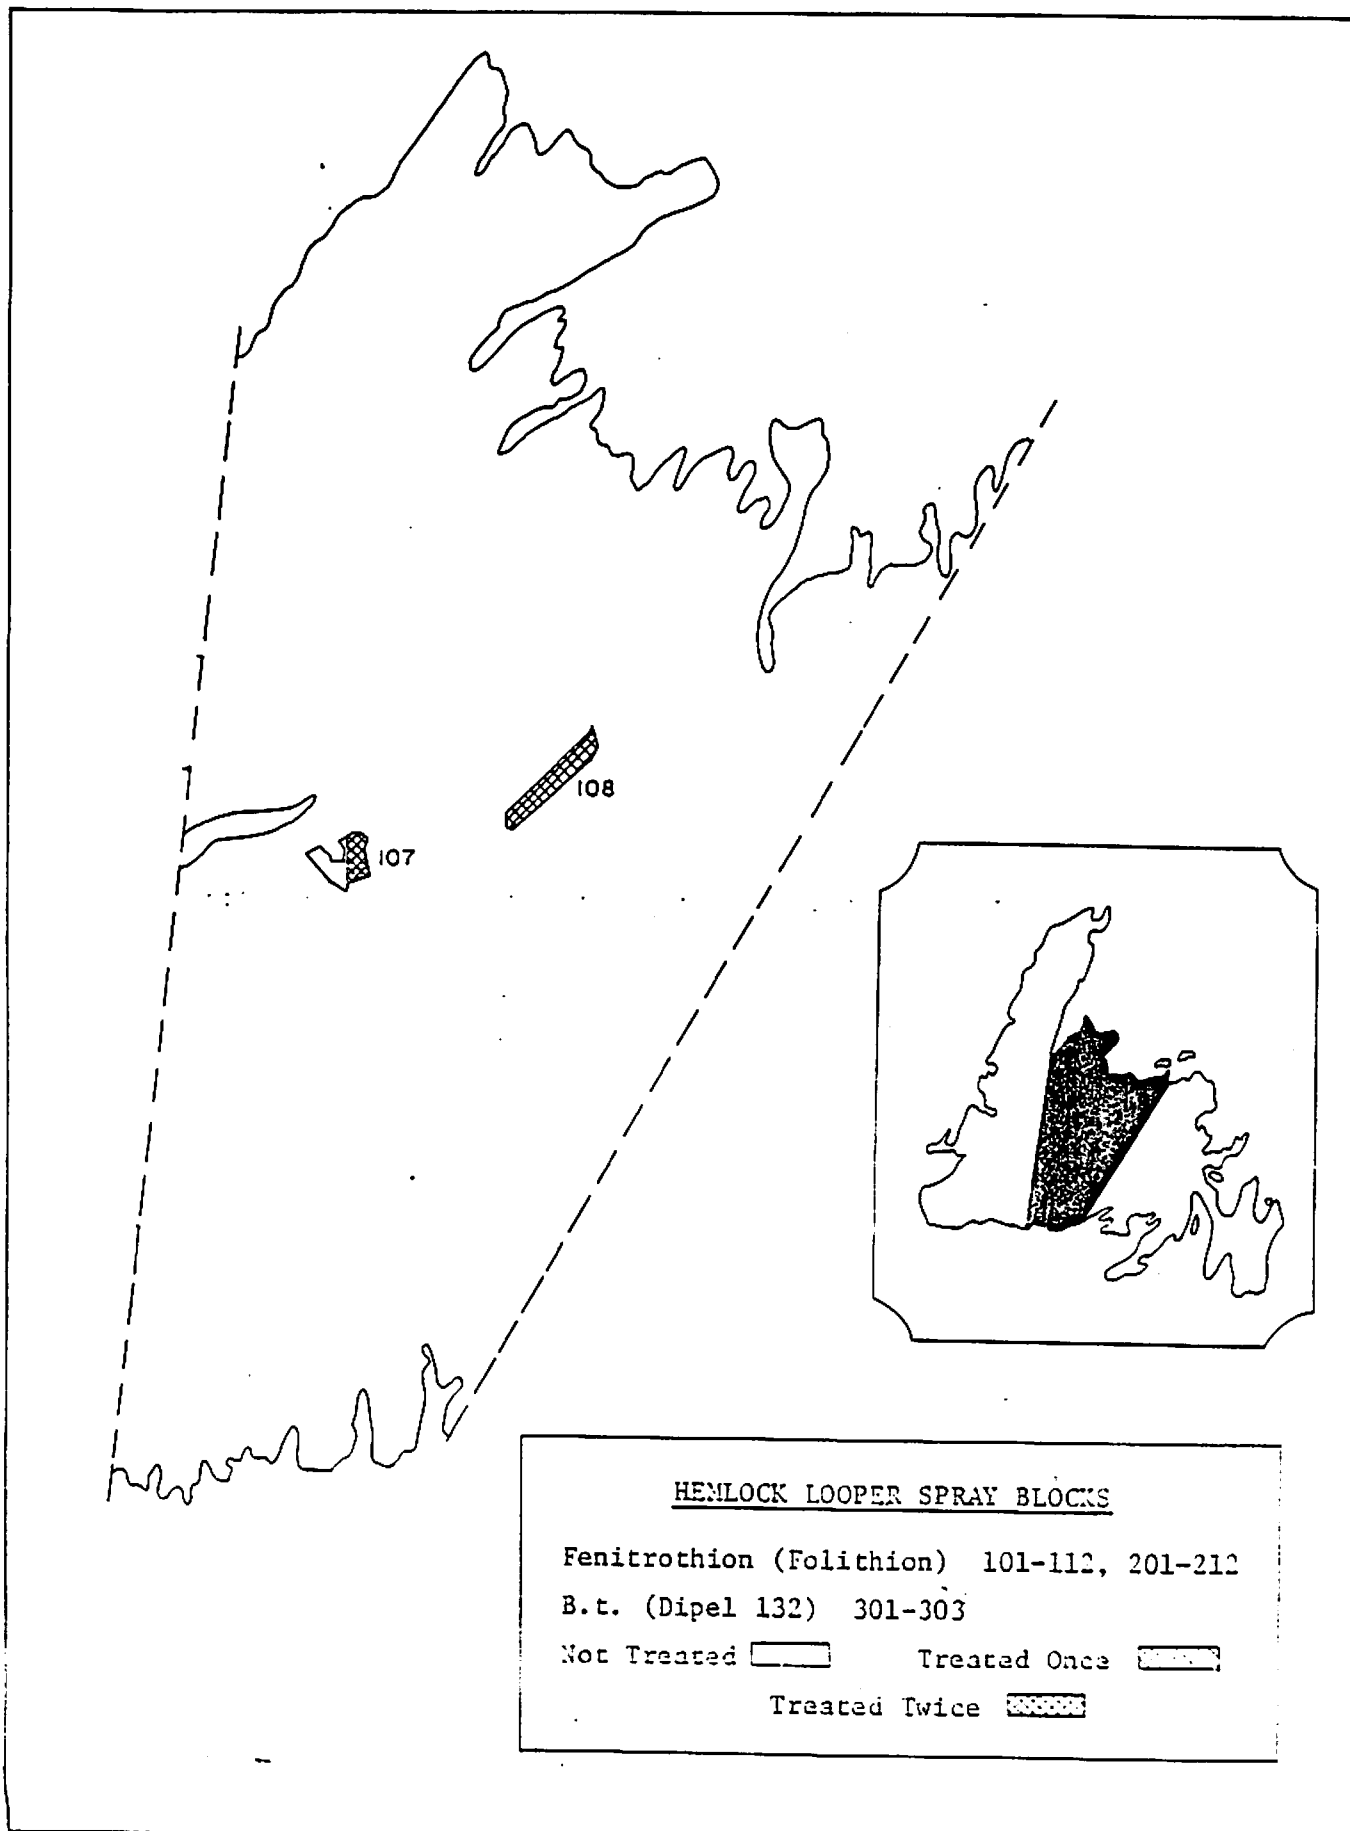 108
107
HEMLOCK LOOPER SPRAY BLOCKS
Fenitrothion (Folithion) 101-112, 201-212
B.t. (Dipel 132) 301-303
Not Treated Treated Once
Treated Twice